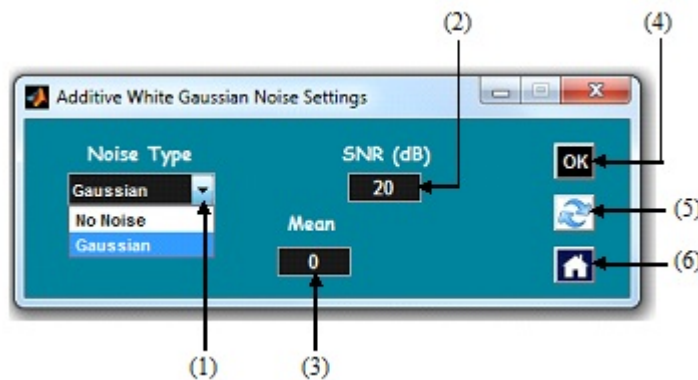 (2)
(4)
Additive White Gaussian Noise Settings
Noise Type
SNR (dB)
Gaussian
20
OK
No Noise
Gaussian
Mean
(5)
0
(6)
(1)
(3)